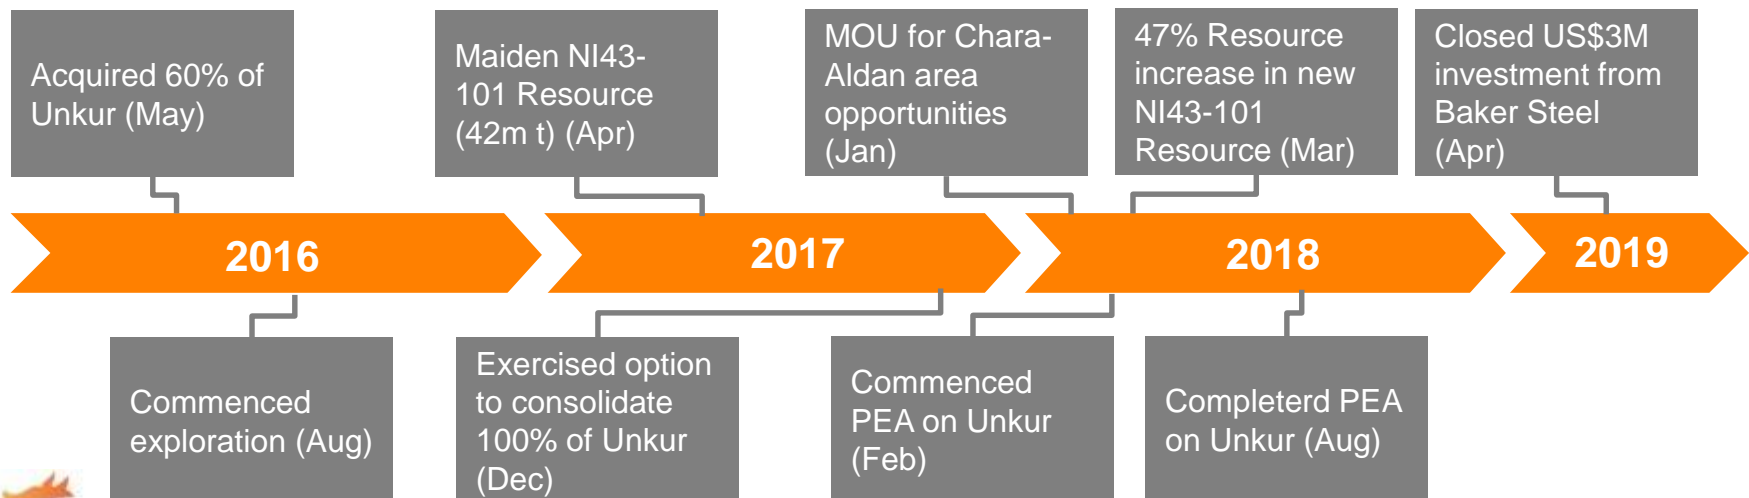 Acquired 60% of
Unkur (May)
Maiden NI43-
101 Resource
(42m t) (Apr)
MOU for Chara-
Aldan area
opportunities
(Jan)
47% Resource
increase in new
NI43-101
Resource (Mar)
Closed US$3M
investment from
Baker Steel
(Apr)
2016
2017
2018
2019
Commenced
exploration (Aug)
Exercised option
to consolidate
100% of Unkur
(Dec)
Commenced
PEA on Unkur
(Feb)
Completerd PEA
on Unkur (Aug)